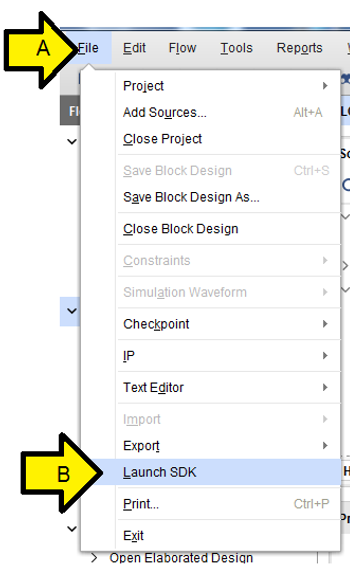 A
File Edit Flow Tools Reports
Project
Add Sources... Alt+A
Close Project
Save Block Design Ctrl+S
Save Block Design As...
Close Block Design
Constraints
Simulation Waveform
Checkpoint
IP
Text Editor
Import
Export
B
Launch SDK
Print... Ctrl+P
Exit
Open Elaborated Design